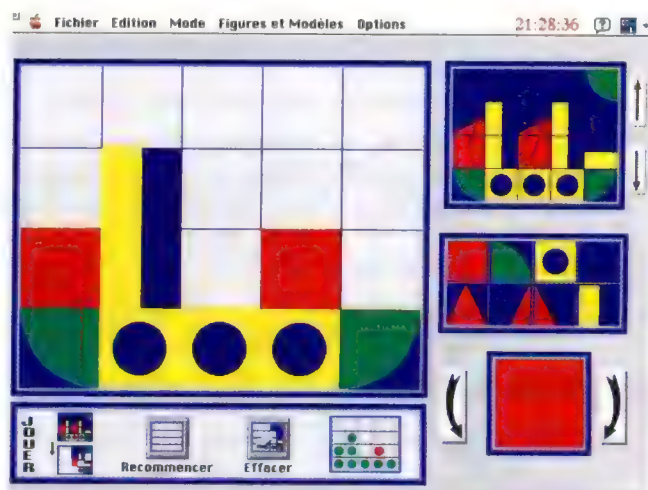 Fichier Edition Mode Figures et Modèles Options 21:28:36
JOUER
Recommencer Effacer